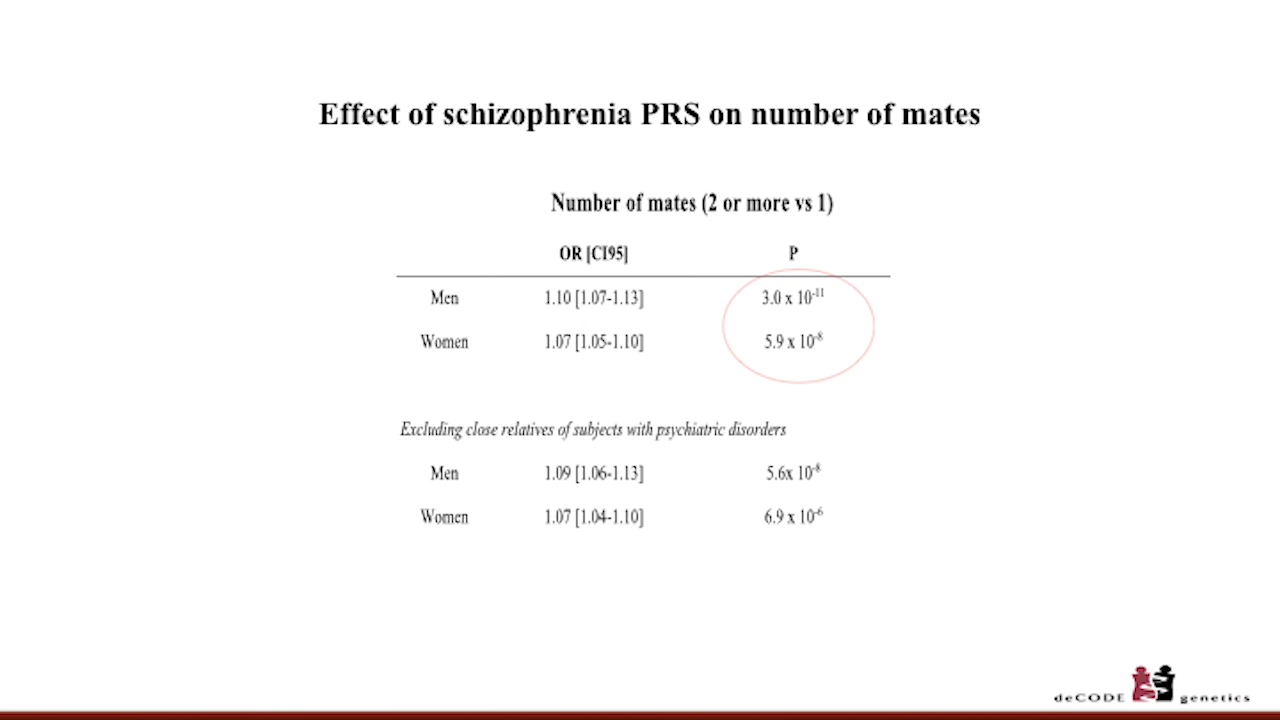 Effect of schizophrenia PRS on number of mates
Number of mates (2 or more vs 1)
OR [CI95] P
Men 1.10 [1.07-1.13] 3.0 x 10⁻¹¹
Women 1.07 [1.05-1.10] 5.9 x 10⁻⁸
Excluding close relatives of subjects with psychiatric disorders
Men 1.09 [1.06-1.13] 5.6x 10⁻⁸
Women 1.07 [1.04-1.10] 6.9 x 10⁻⁶
deCODE genetics